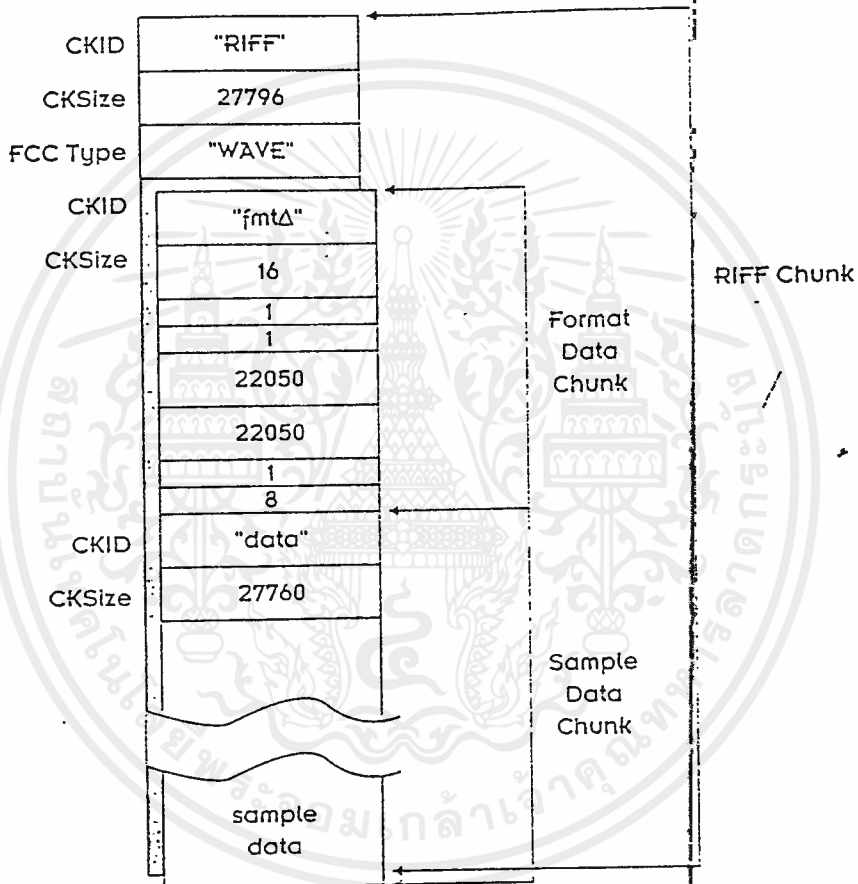 CKID "RIFF"
CKSize 27796
FCC Type "WAVE"
CKID "fmtΔ"
CKSize 16
1
1
22050
22050
1
8
CKID "data"
CKSize 27760
sample
data
Format
Data
Chunk
Sample
Data
Chunk
RIFF Chunk